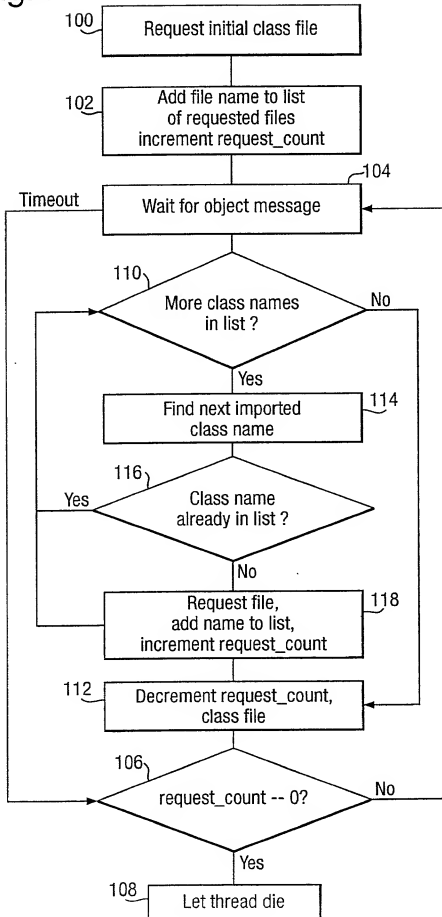 100
Request initial class file
102
Add file name to list
of requested files
increment request_count
104
Timeout
Wait for object message
110
More class names
in list ?
No
Yes
Find next imported
class name
114
116
Yes
Class name
already in list ?
No
Request file,
add name to list,
increment request_count
118
112
Decrement request_count,
class file
106
request_count -- 0?
No
Yes
108
Let thread die